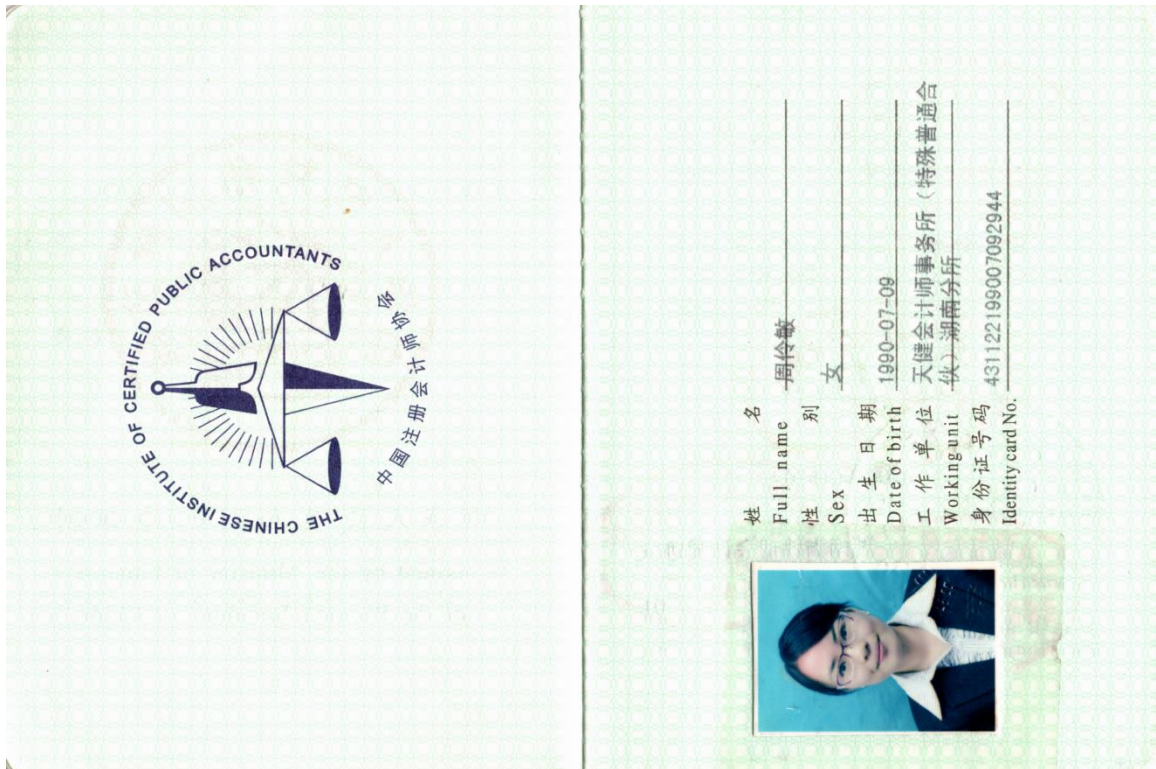 THE CHINESE INSTITUTE OF CERTIFIED PUBLIC ACCOUNTANTS
中国注册会计师协会
姓 名 周伶敏
Full name
性 别 女
Sex
出 生 日 期 1990-07-09
Date of birth
工 作 单 位 天健会计师事务所（特殊普通合
Working unit 伙）湖南分所
身 份 证 号 码 431122199007092944
Identity card No.